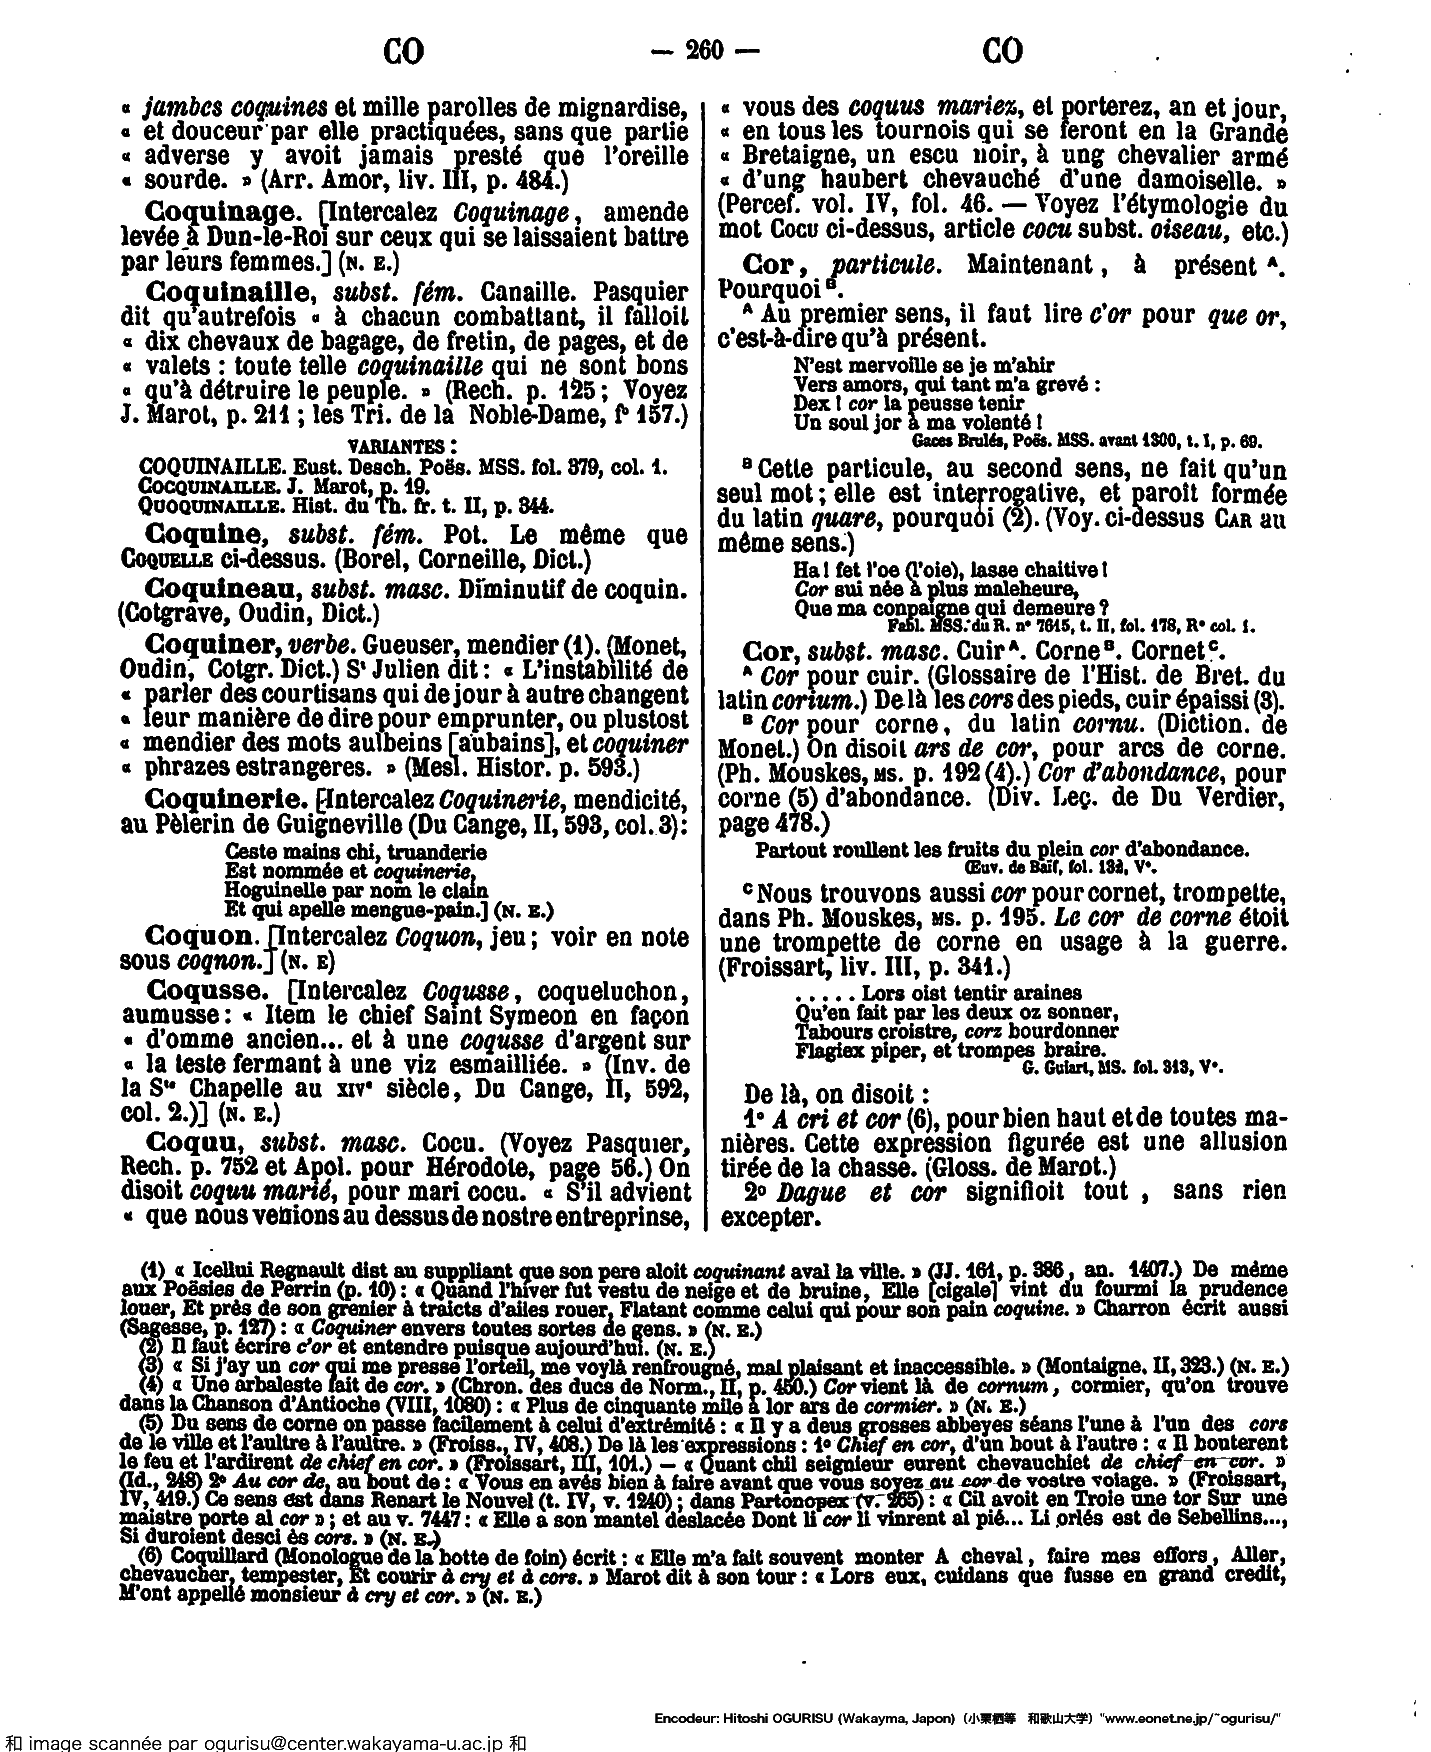 CO
— 260 —
CO
« jambes coquines et mille parolles de mignardise,
« et douceur par elle practiquées, sans que partie
« adverse y avoit jamais presté que l'oreille
« sourde. » (Arr. Amor, liv. III, p. 484.)
Coquinage. [Intercalez Coquinage, amende
levée à Dun-le-Roi sur ceux qui se laissaient battre
par leurs femmes.] (N. E.)
Coquinaille, subst. fém. Canaille. Pasquier
dit qu'autrefois « à chacun combattant, il falloit
« dix chevaux de bagage, de fretin, de pages, et de
« valets : toute telle coquinaille qui ne sont bons
« qu'à détruire le peuple. » (Rech. p. 125 ; Voyez
J. Marot, p. 211 ; les Tri. de la Noble-Dame, f° 157.)
VARIANTES :
COQUINAILLE. Eust. Desch. Poës. MSS. fol. 379, col. 1.
COCQUINAILLE. J. Marot, p. 19.
QUOQUINAILLE. Hist. du Th. fr. t. II, p. 344.
Coquine, subst. fém. Pot. Le même que
COQUELLE ci-dessus. (Borel, Corneille, Dict.)
Coquineau, subst. masc. Diminutif de coquin.
(Cotgrave, Oudin, Dict.)
Coquiner, verbe. Gueuser, mendier (1). (Monet,
Oudin, Cotgr. Dict.) St Julien dit : « L'instabilité de
« parler des courtisans qui de jour à autre changent
« leur manière de dire pour emprunter, ou plustost
« mendier des mots aulbeins [aubains], et coquiner
« phrazes estrangeres. » (Mesl. Histor. p. 593.)
Coquinerie. [Intercalez Coquinerie, mendicité,
au Pèlerin de Guigneville (Du Cange, II, 593, col. 3) :
Ceste mains chi, truanderie
Est nommée et coquinerie,
Hoguinelle par nom le clain
Et qui apelle mengue-pain.] (N. E.)
Coquon. [Intercalez Coquon, jeu ; voir en note
sous coqnon.] (N. E)
Coqusse. [Intercalez Coqusse, coqueluchon,
aumusse : « Item le chief Saint Symeon en façon
« d'omme ancien... et à une coqusse d'argent sur
« la teste fermant à une viz esmailliée. » (Inv. de
la Ste Chapelle au XIVe siècle, Du Cange, II, 592,
col. 2.)] (N. E.)
Coquu, subst. masc. Cocu. (Voyez Pasquier,
Rech. p. 752 et Apol. pour Hérodote, page 56.) On
disoit coquu marié, pour mari cocu. « S'il advient
« que nous venions au dessus de nostre entreprinse,
« vous des coquus mariez, et porterez, an et jour,
« en tous les tournois qui se feront en la Grande
« Bretaigne, un escu noir, à ung chevalier armé
« d'ung haubert chevauché d'une damoiselle. »
(Percef. vol. IV, fol. 46. — Voyez l'étymologie du
mot COCU ci-dessus, article cocu subst. oiseau, etc.)
Cor, particule. Maintenant, à présent A.
Pourquoi B.
A Au premier sens, il faut lire c'or pour que or,
c'est-à-dire qu'à présent.
N'est mervoille se je m'ahir
Vers amors, qui tant m'a grevé :
Dex ! cor la peusse tenir
Un soul jor à ma volenté !
Gaces Brulés, Poës. MSS. avant 1300, t. I, p. 69.
B Cette particule, au second sens, ne fait qu'un
seul mot ; elle est interrogative, et paroît formée
du latin quare, pourquoi (2). (Voy. ci-dessus CAR au
même sens.)
Ha ! fet l'oe (l'oie), lasse chaitive !
Cor sui née à plus maleheure,
Que ma conpaigne qui demeure ?
Fabl. MSS. du R. n° 7615, t. II, fol. 178, R° col. 1.
Cor, subst. masc. Cuir A. Corne B. Cornet C.
A Cor pour cuir. (Glossaire de l'Hist. de Bret. du
latin corium.) De là les cors des pieds, cuir épaissi (3).
B Cor pour corne, du latin cornu. (Diction. de
Monet.) On disoit ars de cor, pour arcs de corne.
(Ph. Mouskes, MS. p. 192 (4).) Cor d'abondance, pour
corne (5) d'abondance. (Div. Leç. de Du Verdier,
page 478.)
Partout roullent les fruits du plein cor d'abondance.
Œuv. de Baïf, fol. 132, V°.
C Nous trouvons aussi cor pour cornet, trompette,
dans Ph. Mouskes, MS. p. 195. Le cor de corne étoit
une trompette de corne en usage à la guerre.
(Froissart, liv. III, p. 341.)
. . . . . Lors oist tentir araines
Qu'en fait par les deux oz sonner,
Tabours croistre, corz bourdonner
Flagiex piper, et trompes braire.
G. Guiart, MS. fol. 313, V°.
De là, on disoit :
1° A cri et cor (6), pour bien haut et de toutes ma-
nières. Cette expression figurée est une allusion
tirée de la chasse. (Gloss. de Marot.)
2° Dague et cor signifioit tout , sans rien
excepter.
(1) « Icellui Regnault dist au suppliant que son pere aloit coquinant aval la ville. » (JJ. 161, p. 386, an. 1407.) De même
aux Poësies de Perrin (p. 10) : « Quand l'hiver fut vestu de neige et de bruine, Elle [cigale] vint du fourmi la prudence
louer, Et près de son grenier à traicts d'ailes rouer, Flatant comme celui qui pour son pain coquine. » Charron écrit aussi
(Sagesse, p. 127) : « Coquiner envers toutes sortes de gens. » (N. E.)
(2) Il faut écrire c'or et entendre puisque aujourd'hui. (N. E.)
(3) « Si j'ay un cor qui me presse l'orteil, me voylà renfrougné, mal plaisant et inaccessible. » (Montaigne. II, 323.) (N. E.)
(4) « Une arbaleste fait de cor. » (Chron. des ducs de Norm., II, p. 450.) Cor vient là de cornum, cormier, qu'on trouve
dans la Chanson d'Antioche (VIII, 1080) : « Plus de cinquante mile à lor ars de cormier. » (N. E.)
(5) Du sens de corne on passe facilement à celui d'extrémité : « Il y a deus grosses abbeyes séans l'une à l'un des cors
de le ville et l'aultre à l'aultre. » (Froiss., IV, 408.) De là les expressions : 1° Chief en cor, d'un bout à l'autre : « Il bouterent
le feu et l'ardirent de chief en cor. » (Froissart, III, 101.) — « Quant chil seignieur eurent chevauchiet de chief en cor. »
(Id., 248) 2° Au cor de, au bout de : « Vous en avés bien à faire avant que vous soyez au cor de vostre voiage. » (Froissart,
IV, 419.) Ce sens est dans Renart le Nouvel (t. IV, v. 1240) ; dans Partonopex (v. 265) : « Cil avoit en Troie une tor Sur une
maistre porte al cor » ; et au v. 7447 : « Elle a son mantel deslacée Dont li cor li vinrent al pié... Li orlés est de Sebellins...,
Si duroient desci ès cors. » (N. E.)
(6) Coquillard (Monologue de la botte de foin) écrit : « Elle m'a fait souvent monter A cheval, faire mes effors, Aller,
chevaucher, tempester, Et courir à cry et à cors. » Marot dit à son tour : « Lors eux, cuidans que fusse en grand credit,
M'ont appellé monsieur à cry et cor. » (N. E.)
Encodeur: Hitoshi OGURISU (Wakayma, Japon)（小栗栖等　和歌山大学）"www.eonet.ne.jp/~ogurisu/"
和 image scannée par ogurisu@center.wakayama-u.ac.jp 和